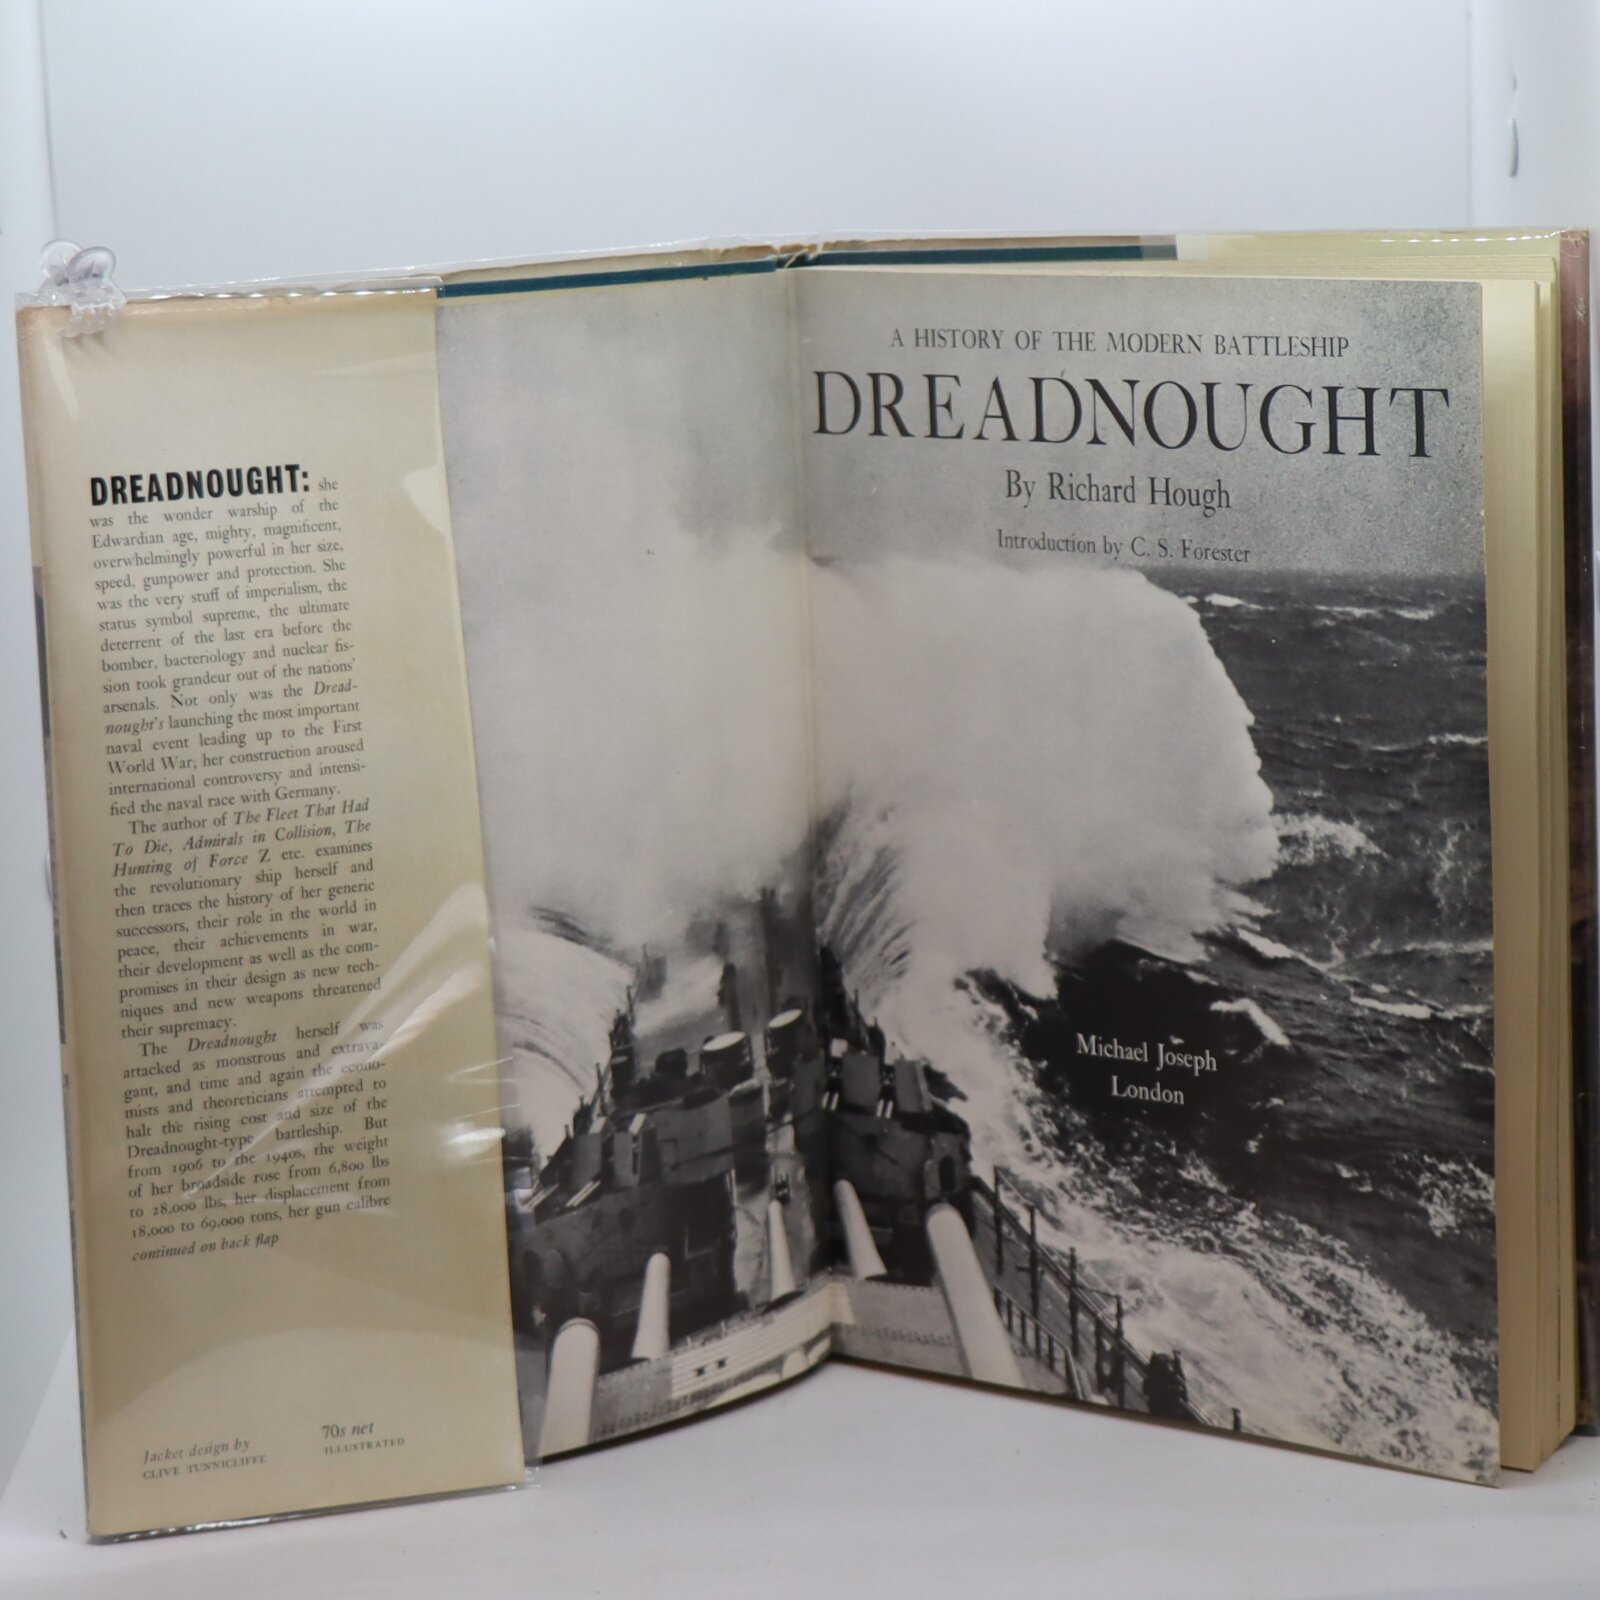 DREADNOUGHT: she
was the wonder warship of the
Edwardian age, mighty, magnificent,
overwhelmingly powerful in her size,
speed, gunpower and protection. She
was the very stuff of imperialism, the
status symbol supreme, the ultimate
deterrent of the last era before the
bomber, bacteriology and nuclear fis-
sion took grandeur out of the nations'
arsenals. Not only was the Dread-
nought's launching the most important
naval event leading up to the First
World War; her construction aroused
international controversy and intensi-
fied the naval race with Germany.
The author of The Fleet That Had
To Die, Admirals in Collision, The
Hunting of Force Z etc. examines
the revolutionary ship herself and
then traces the history of her generic
successors, their role in the world in
peace, their achievements in war,
their development as well as the com-
promises in their design as new tech-
niques and new weapons threatened
their supremacy.
The Dreadnought herself was
attacked as monstrous and extrava-
gant, and time and again the econo-
mists and theoreticians attempted to
halt the rising cost and size of the
Dreadnought-type battleship. But
from 1906 to the 1940s, the weight
of her broadside rose from 6,800 lbs
to 28,000 lbs, her displacement from
18,000 to 69,000 tons, her gun calibre
continued on back flap
Jacket design by
CLIVE TUNNICLIFFE
70s net
ILLUSTRATED
A HISTORY OF THE MODERN BATTLESHIP
DREADNOUGHT
By Richard Hough
Introduction by C. S. Forester
Michael Joseph
London